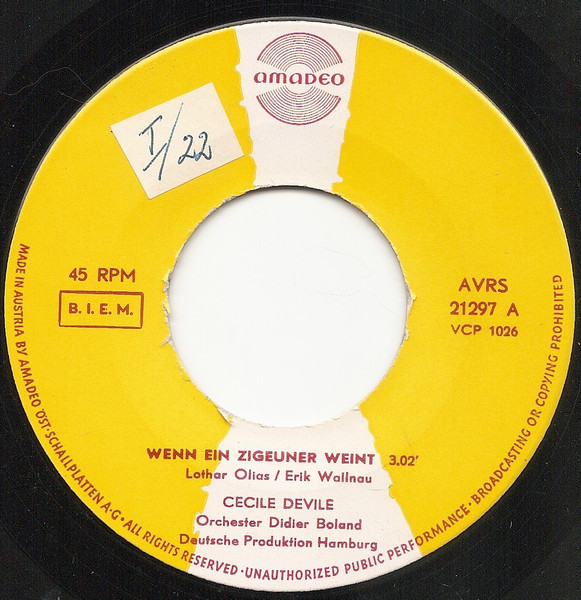 AMADEO
I/22
45 RPM
B. I. E. M.
AVRS
21297 A
VCP 1026
WENN EIN ZIGEUNER WEINT 3.02'
Lothar Olias / Erik Wallnau
CECILE DEVILE
Orchester Didier Boland
Deutsche Produktion Hamburg
MADE IN AUSTRIA BY AMADEO ÖST·SCHALLPLATTEN A·G · ALL RIGHTS RESERVED · UNAUTHORIZED PUBLIC PERFORMANCE · BROADCASTING OR COPYING PROHIBITED